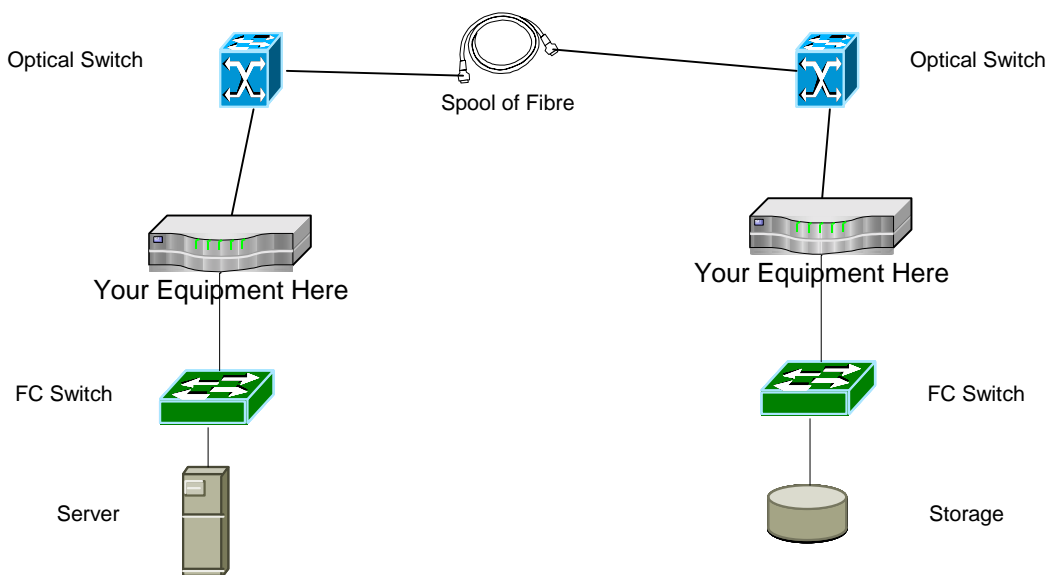 Optical Switch
Optical Switch
Spool of Fibre
Your Equipment Here
Your Equipment Here
FC Switch
FC Switch
Server
Storage